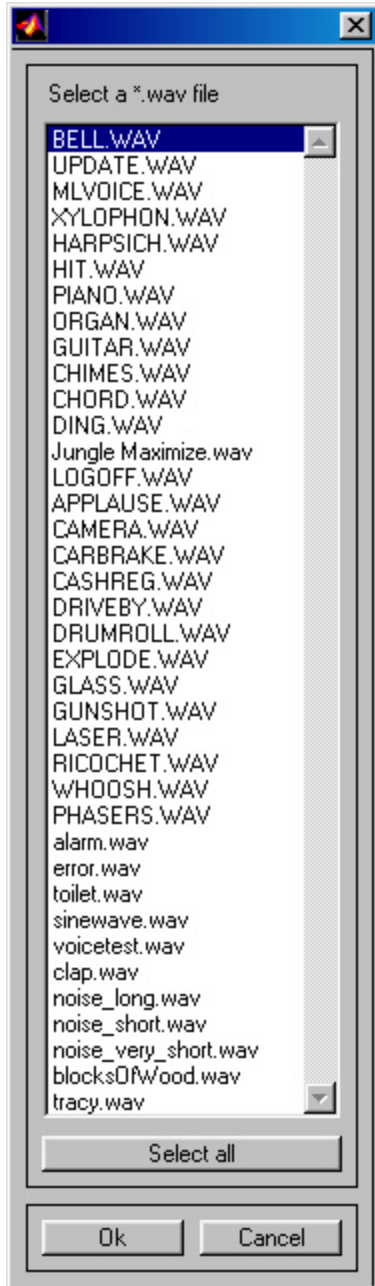 Select a *.wav file
BELL.WAV
UPDATE.WAV
MLVOICE.WAV
XYLOPHON.WAV
HARPSICH.WAV
HIT.WAV
PIANO.WAV
ORGAN.WAV
GUITAR.WAV
CHIMES.WAV
CHORD.WAV
DING.WAV
Jungle Maximize.wav
LOGOFF.WAV
APPLAUSE.WAV
CAMERA.WAV
CARBRAKE.WAV
CASHREG.WAV
DRIVEBY.WAV
DRUMROLL.WAV
EXPLODE.WAV
GLASS.WAV
GUNSHOT.WAV
LASER.WAV
RICOCHET.WAV
WHOOSH.WAV
PHASERS.WAV
alarm.wav
error.wav
toilet.wav
sinewave.wav
voicetest.wav
clap.wav
noise_long.wav
noise_short.wav
noise_very_short.wav
blocksOfWood.wav
tracy.wav
Select all
Ok Cancel